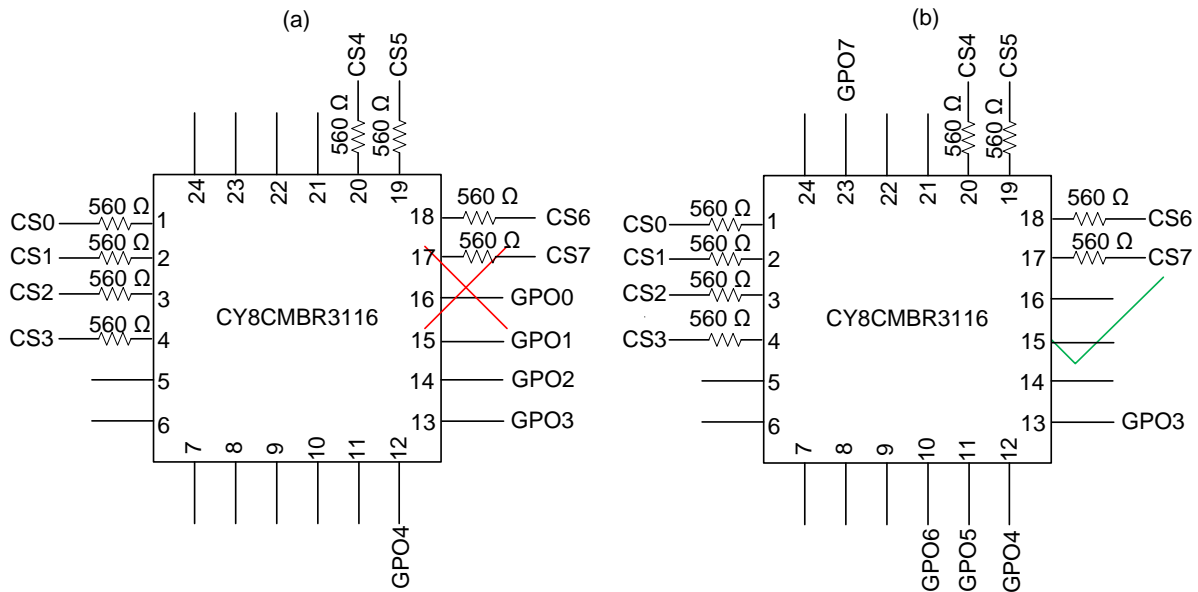 (a)
CS4
CS5
560 Ω
560 Ω
24
23
22
21
20
19
CS0
560 Ω
1
CS1
560 Ω
2
CS2
560 Ω
3
CS3
560 Ω
4
5
6
CY8CMBR3116
18
560 Ω
CS6
17
560 Ω
CS7
16
GPO0
15
GPO1
14
GPO2
13
GPO3
7
8
9
10
11
12
GPO4
(b)
GPO7
CS4
CS5
560 Ω
560 Ω
24
23
22
21
20
19
CS0
560 Ω
1
CS1
560 Ω
2
CS2
560 Ω
3
CS3
560 Ω
4
5
6
CY8CMBR3116
18
560 Ω
CS6
17
560 Ω
CS7
16
15
14
13
GPO3
7
8
9
10
11
12
GPO6
GPO5
GPO4